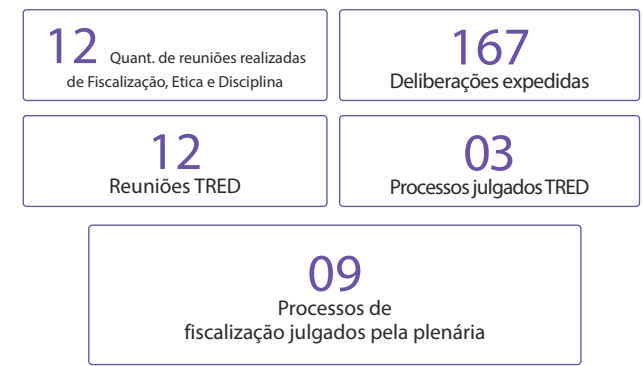 12 Quant. de reuniões realizadas
de Fiscalização, Etica e Disciplina
167
Deliberações expedidas
12
Reuniões TRED
03
Processos julgados TRED
09
Processos de
fiscalização julgados pela plenária